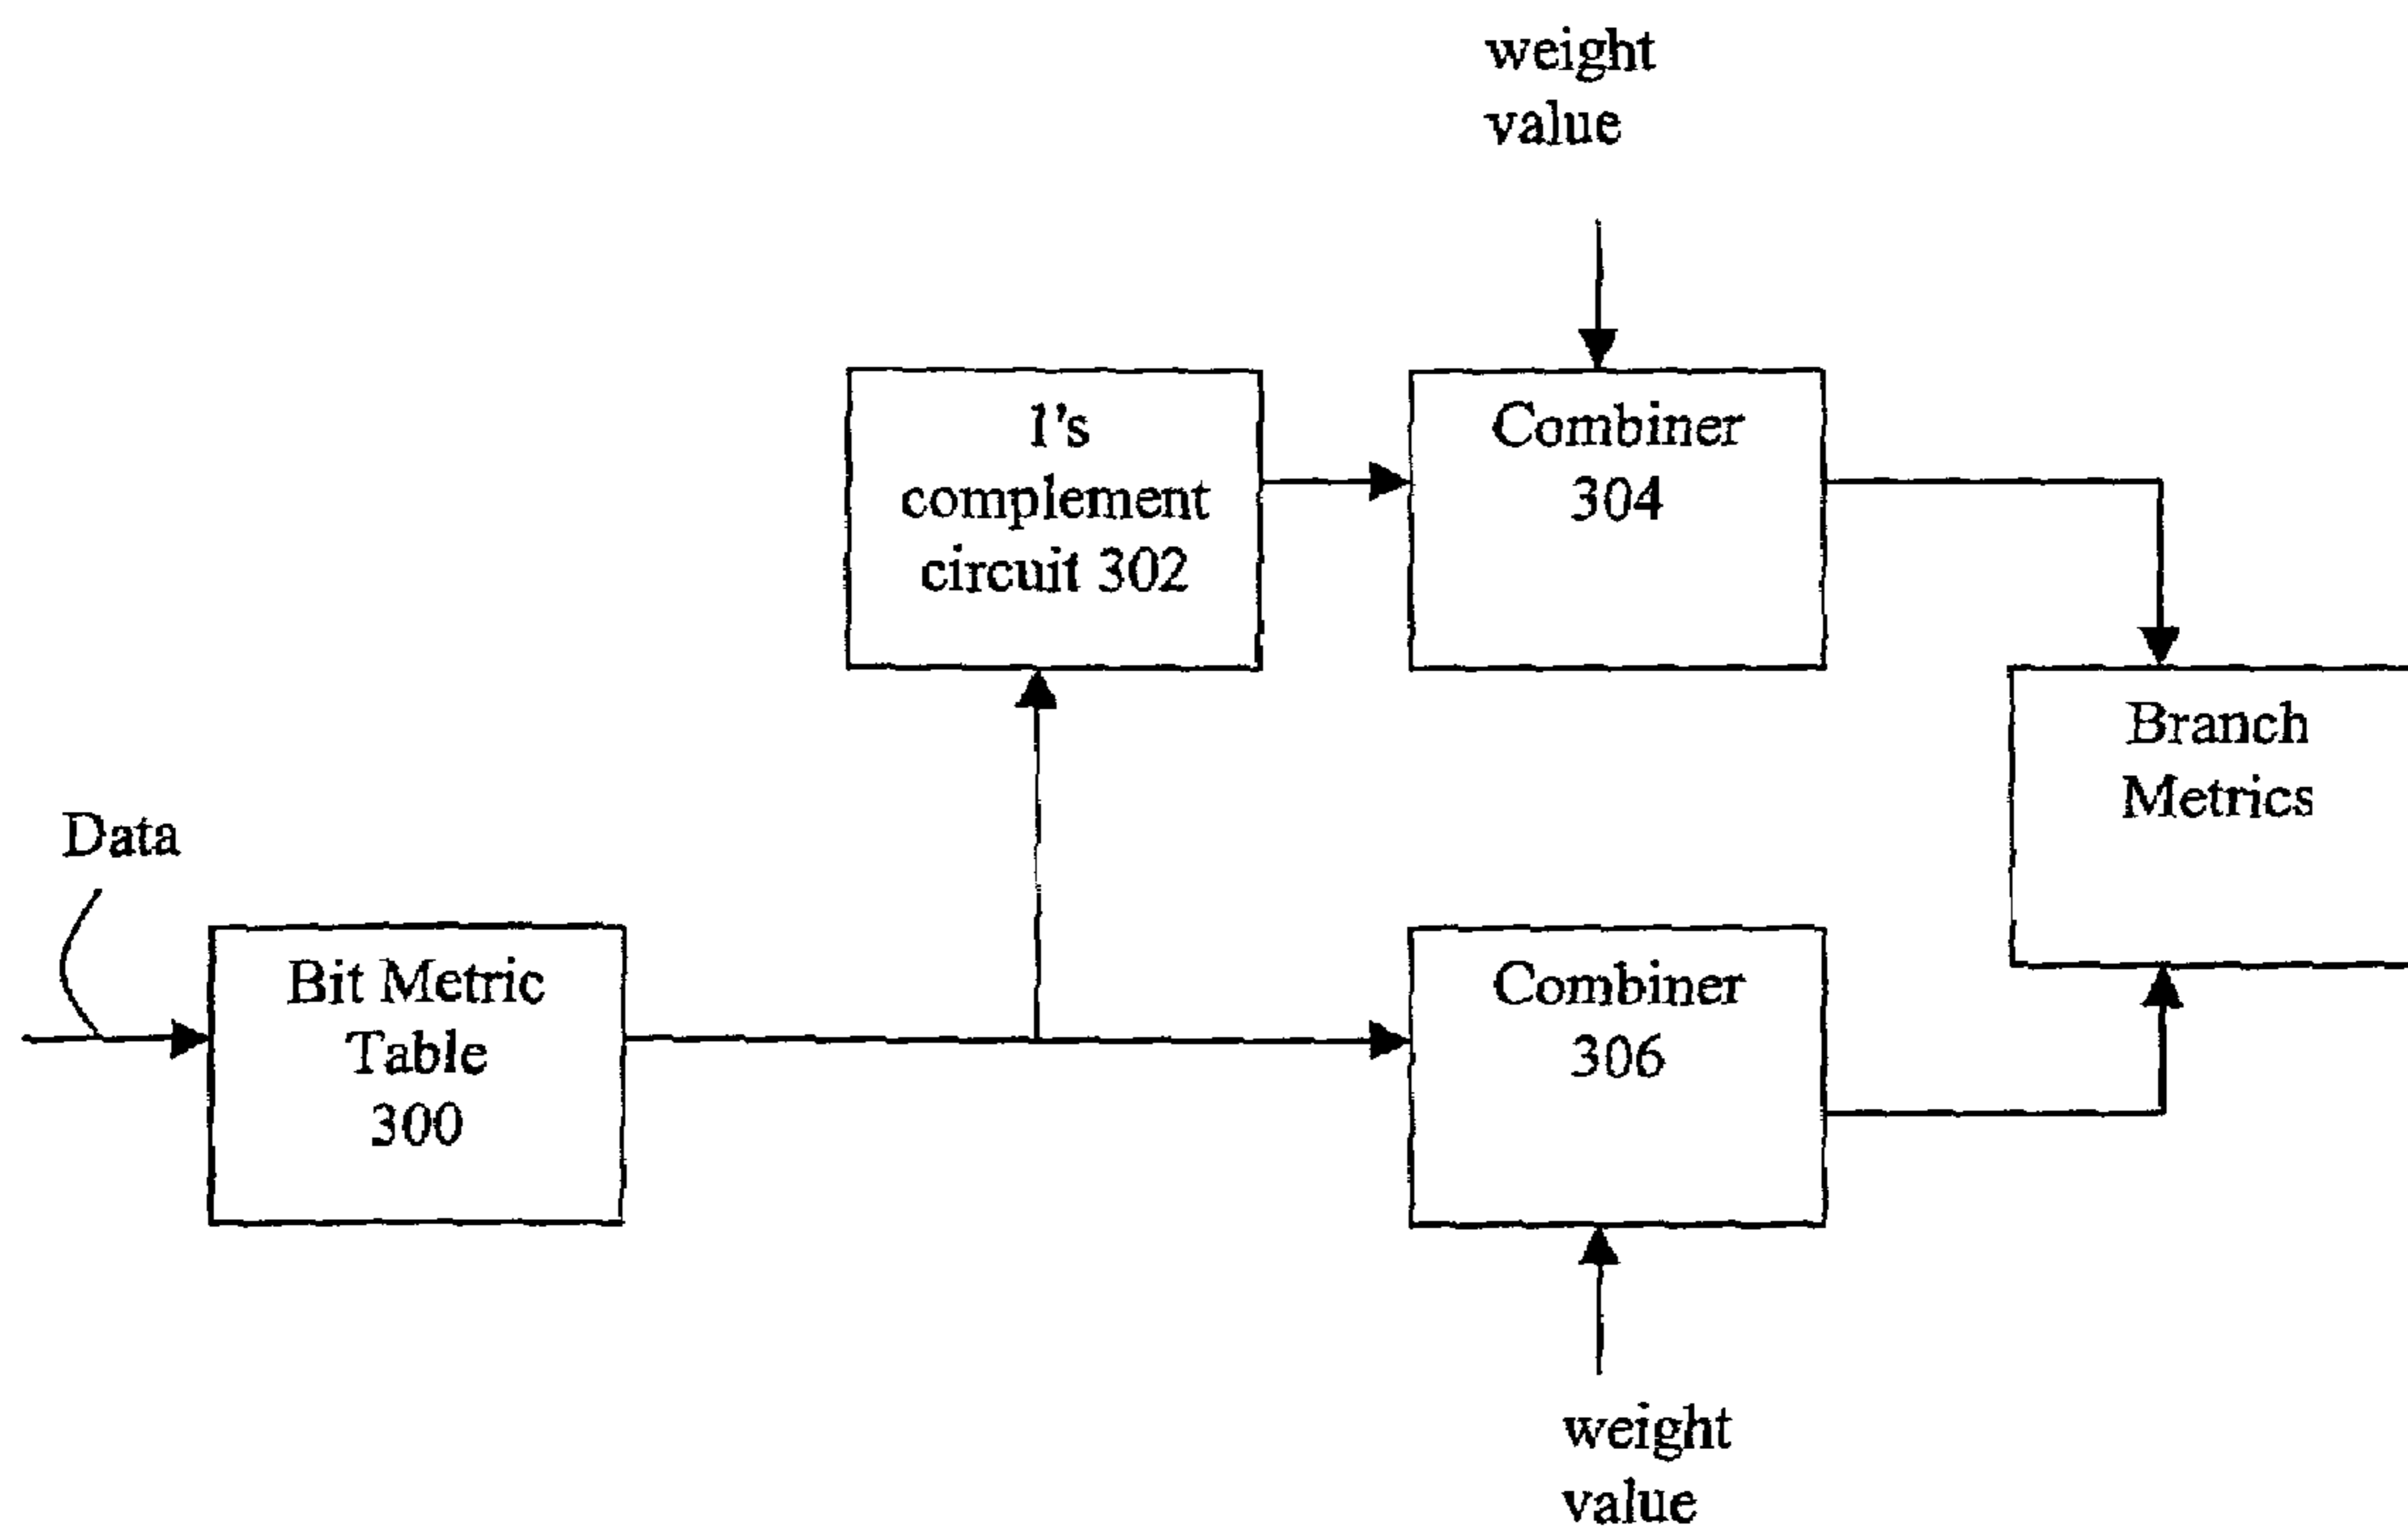 weight
value
1's
complement
circuit 302
Combiner
304
Branch
Metrics
Data
Bit Metric
Table
300
Combiner
306
weight
value